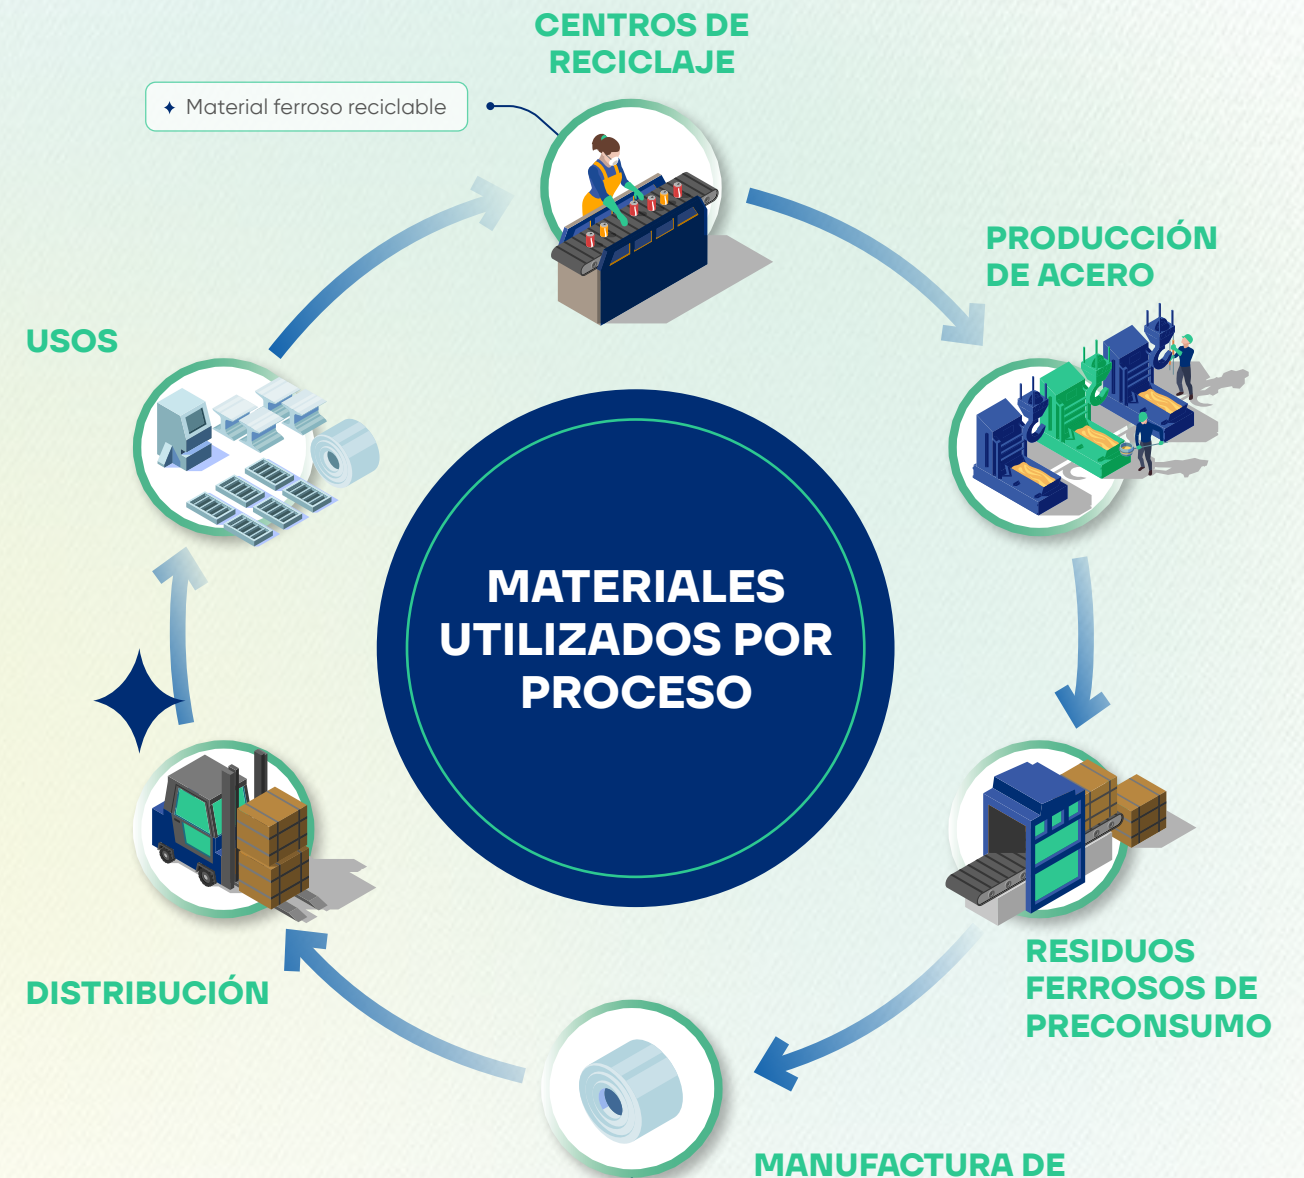 CENTROS DE
RECICLAJE
Material ferroso reciclable
PRODUCCIÓN
DE ACERO
USOS
MATERIALES
UTILIZADOS POR
PROCESO
RESIDUOS
FERROSOS DE
PRECONSUMO
DISTRIBUCIÓN
MANUFACTURA DE